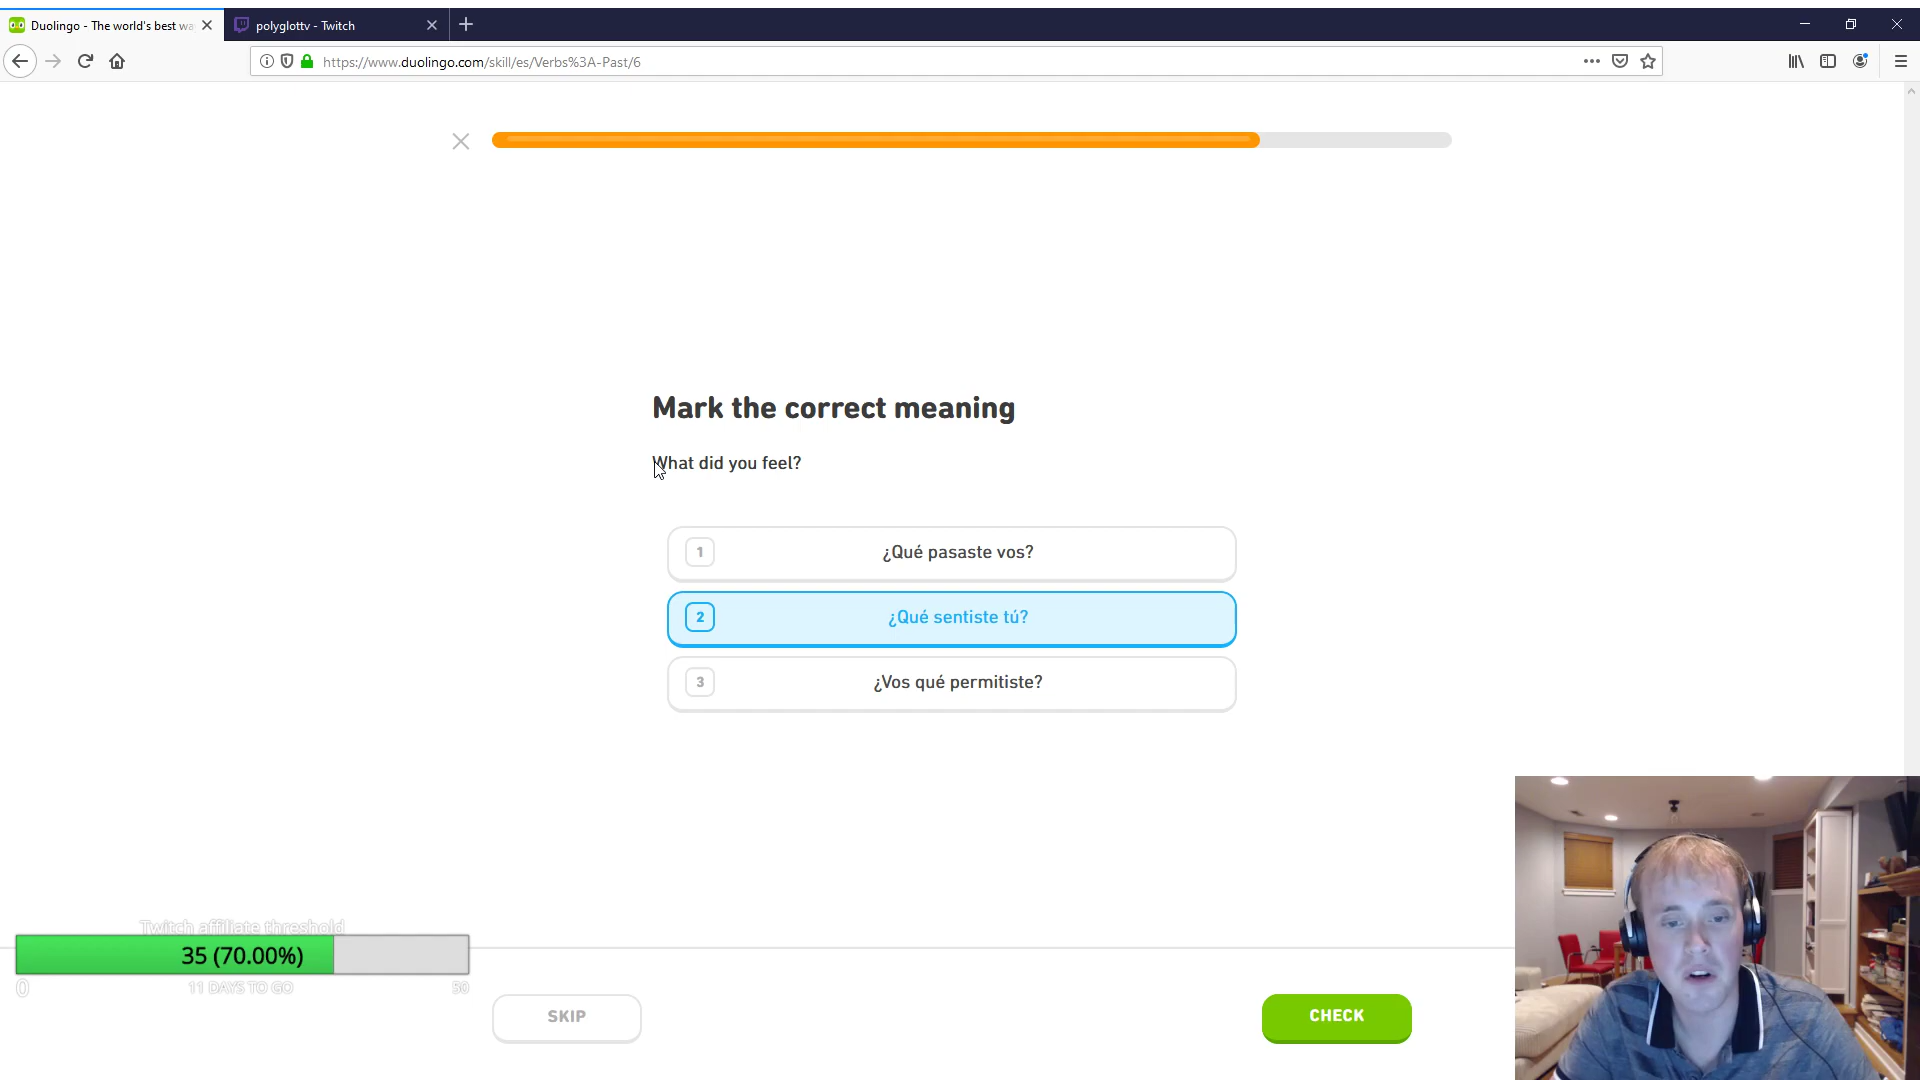 Duolingo - The world's best wa
polyglottv - Twitch
https://www.duolingo.com/skill/es/Verbs%3A-Past/6
Mark the correct meaning
What did you feel?
1 ¿Qué pasaste vos?
2 ¿Qué sentiste tú?
3 ¿Vos qué permitiste?
Twitch affiliate threshold
35 (70.00%)
0 11 DAYS TO GO 50
SKIP
CHECK